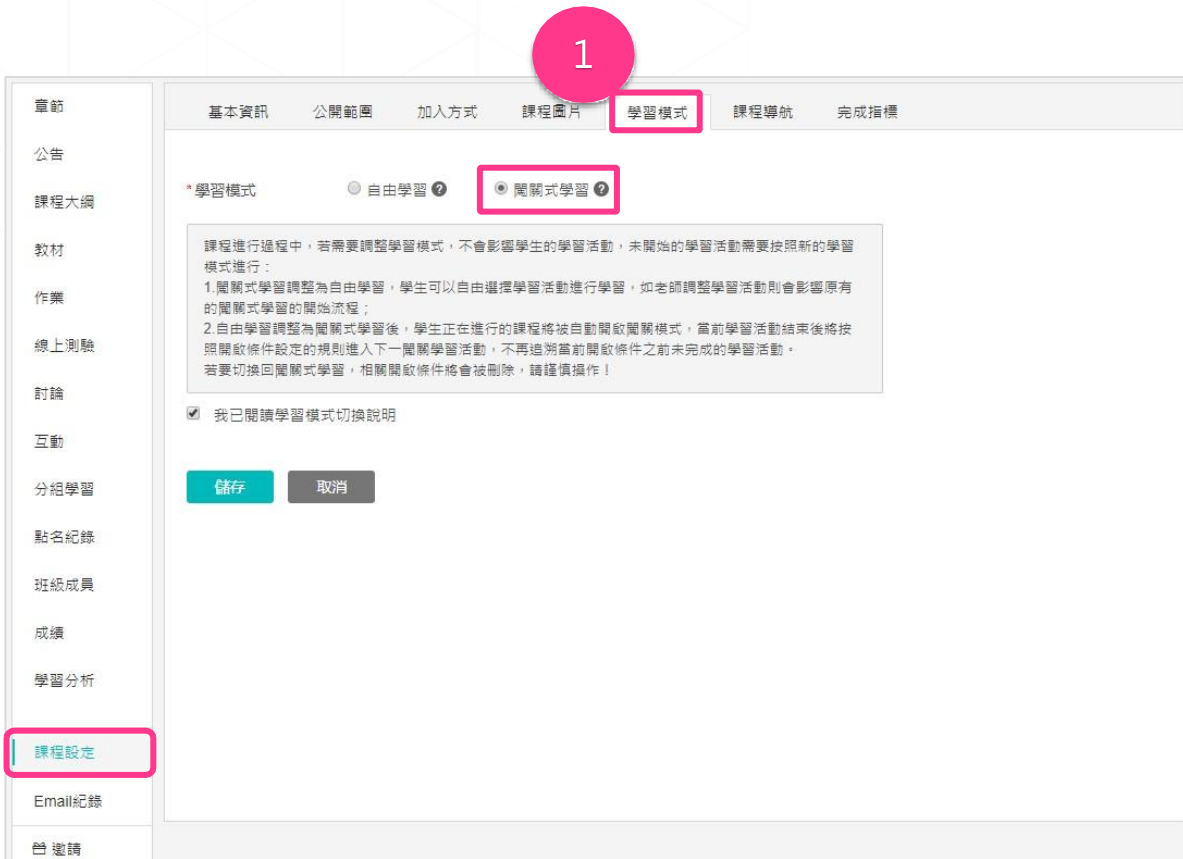 1
章節
公告
課程大綱
教材
作業
線上測驗
討論
互動
分組學習
點名紀錄
班級成員
成績
學習分析
課程設定
Email紀錄
邀請
基本資訊 公開範圍 加入方式 課程圖片 學習模式 課程導航 完成指標
*學習模式 自由學習 ? 闖關式學習 ?
課程進行過程中，若需要調整學習模式，不會影響學生的學習活動，未開始的學習活動需要按照新的學習
模式進行：
1.闖關式學習調整為自由學習，學生可以自由選擇學習活動進行學習，如老師調整學習活動則會影響原有
的闖關式學習的開始流程；
2.自由學習調整為闖關式學習後，學生正在進行的課程將被自動開啟闖關模式，當前學習活動結束後將按
照開啟條件設定的規則進入下一闖關學習活動，不再追溯當前開啟條件之前未完成的學習活動。
若要切換回闖關式學習，相關開啟條件將會被刪除，請謹慎操作！
我已閱讀學習模式切換說明
儲存 取消